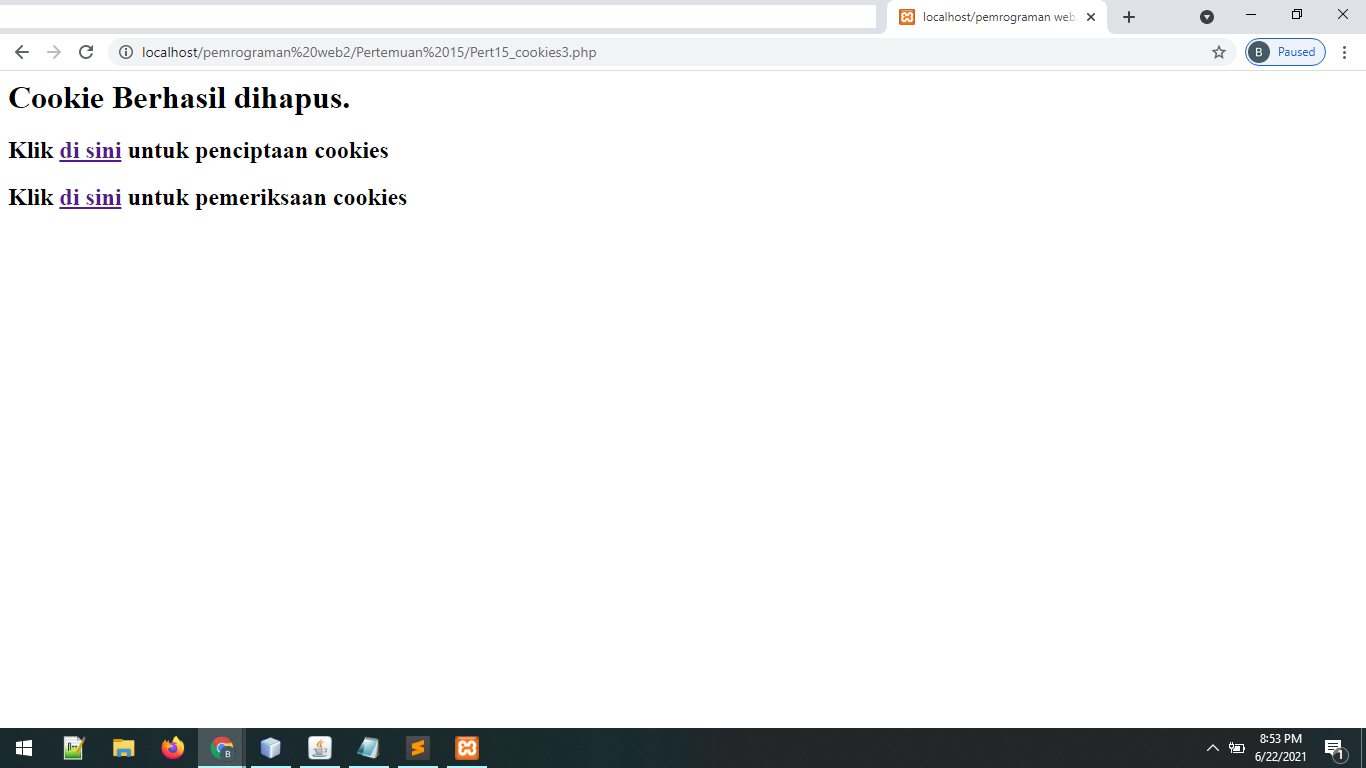 localhost/pemrograman web
localhost/pemrograman%20web2/Pertemuan%2015/Pert15_cookies3.php
B Paused
Cookie Berhasil dihapus.
Klik di sini untuk penciptaan cookies
Klik di sini untuk pemeriksaan cookies
B
8:53 PM
6/22/2021
1